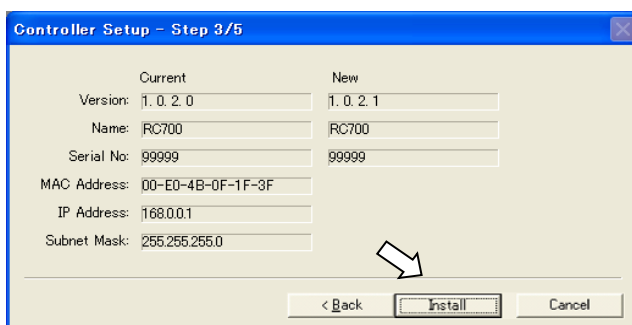 Controller Setup - Step 3/5
Current New
Version: 1. 0. 2. 0 1. 0. 2. 1
Name: RC700 RC700
Serial No: 99999 99999
MAC Address: 00-E0-4B-0F-1F-3F
IP Address: 168.0.0.1
Subnet Mask: 255.255.255.0
< Back Install Cancel